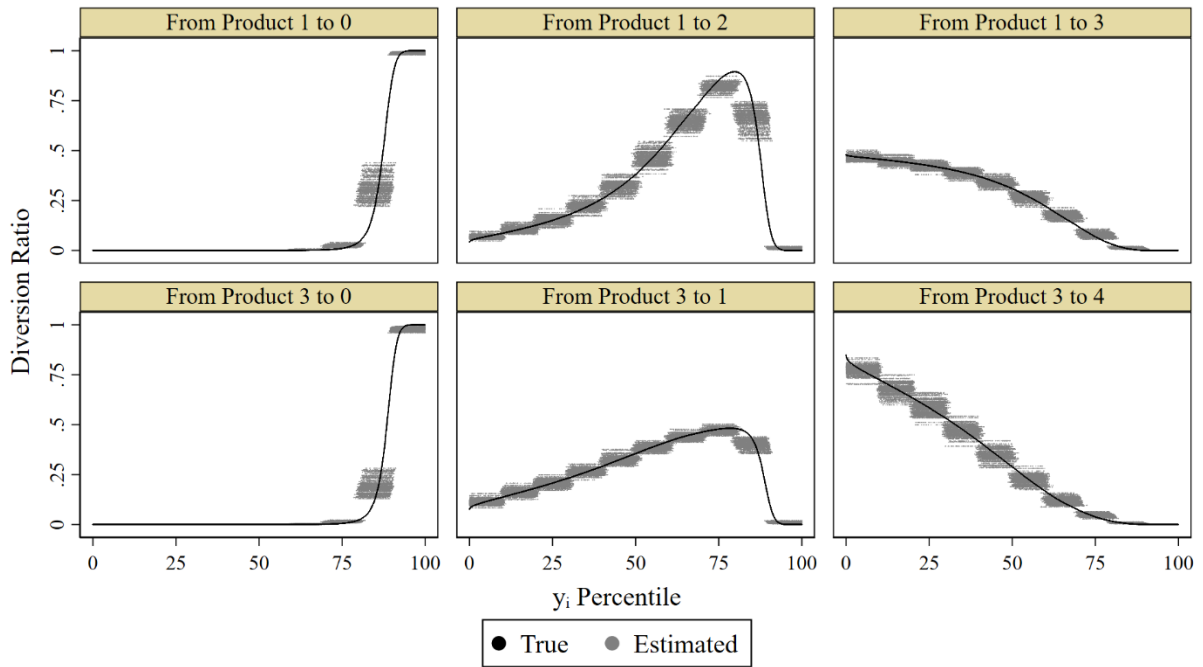 From Product 1 to 0
From Product 1 to 2
From Product 1 to 3
1
.75
.5
.25
0
From Product 3 to 0
From Product 3 to 1
From Product 3 to 4
1
.75
.5
.25
0
Diversion Ratio
0 25 50 75 100
0 25 50 75 100
0 25 50 75 100
yᵢ Percentile
True
Estimated